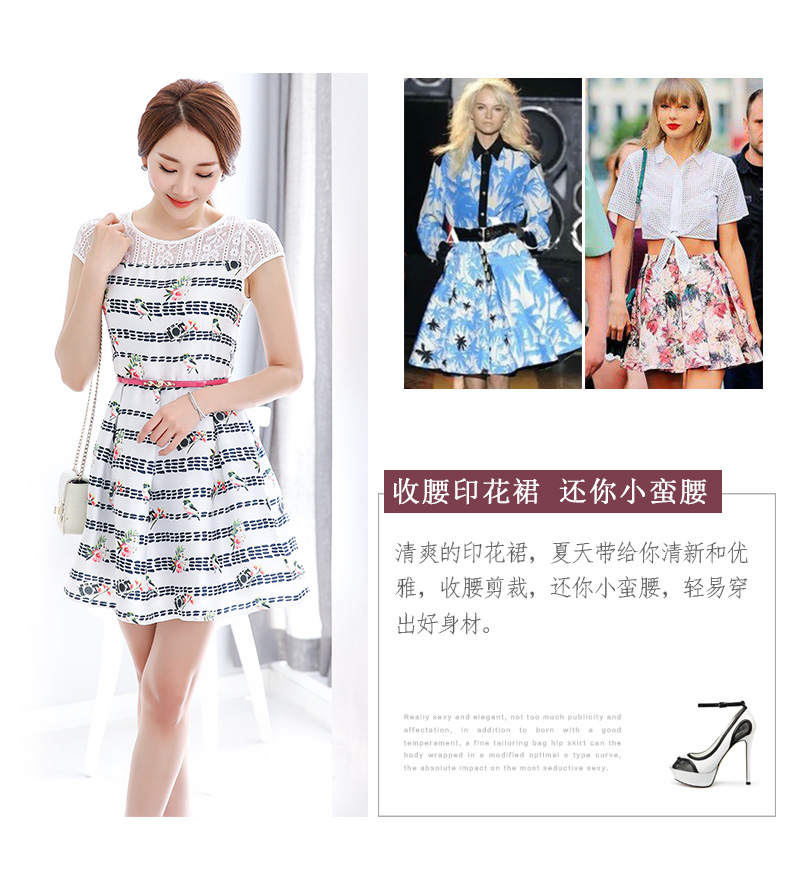 收腰印花裙 还你小蛮腰
清爽的印花裙，夏天带给你清新和优
雅，收腰剪裁，还你小蛮腰，轻易穿
出好身材。
Really sexy and elegant, not too much publicity and
affectation, in addition to born with a good
temperament, a fine tailoring bag hip skirt can the
body wrapped in a modified optimal s type curve,
the absolute impact on the most seductive sexy.